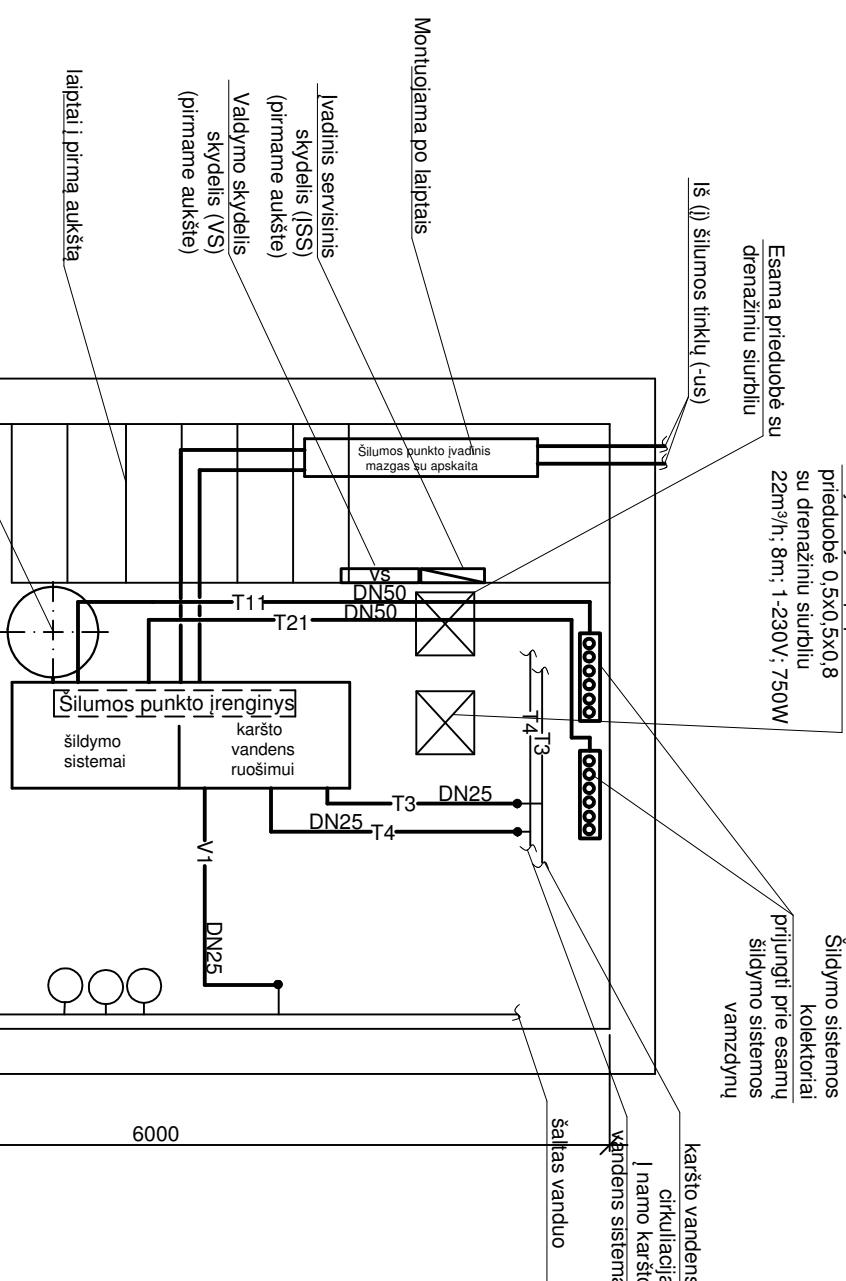 Montuojama po laiptais
Įvadinis servisinis
skydelis (ĮSS)
(pirmame aukšte)
Valdymo skydelis
skydelis (VS)
(pirmame aukšte)
laiptai į pirmą aukštą
Iš (į) šilumos tinklų (-us)
Esama prieduobė su
drenažiniu siurbliu
prieduobė 0,5x0,5x0,8
su drenažiniu siurbliu
22m³/h; 8m; 1-230V; 750W
Šildymo sistemos
kolektoriai
prijungti prie esamų
šildymo sistemos
vamzdynų
karšto vandens
cirkuliacija
Į namo karšto
vandens sistemą
šaltas vanduo
Šilumos punkto įvadinis
mazgas su apskaita
VS
DN50
T11
DN50
T21
T4
T3
Šilumos punkto įrenginys
šildymo
sistemai
karšto
vandens
ruošimui
T3
DN25
DN25
T4
V1
DN25
6000